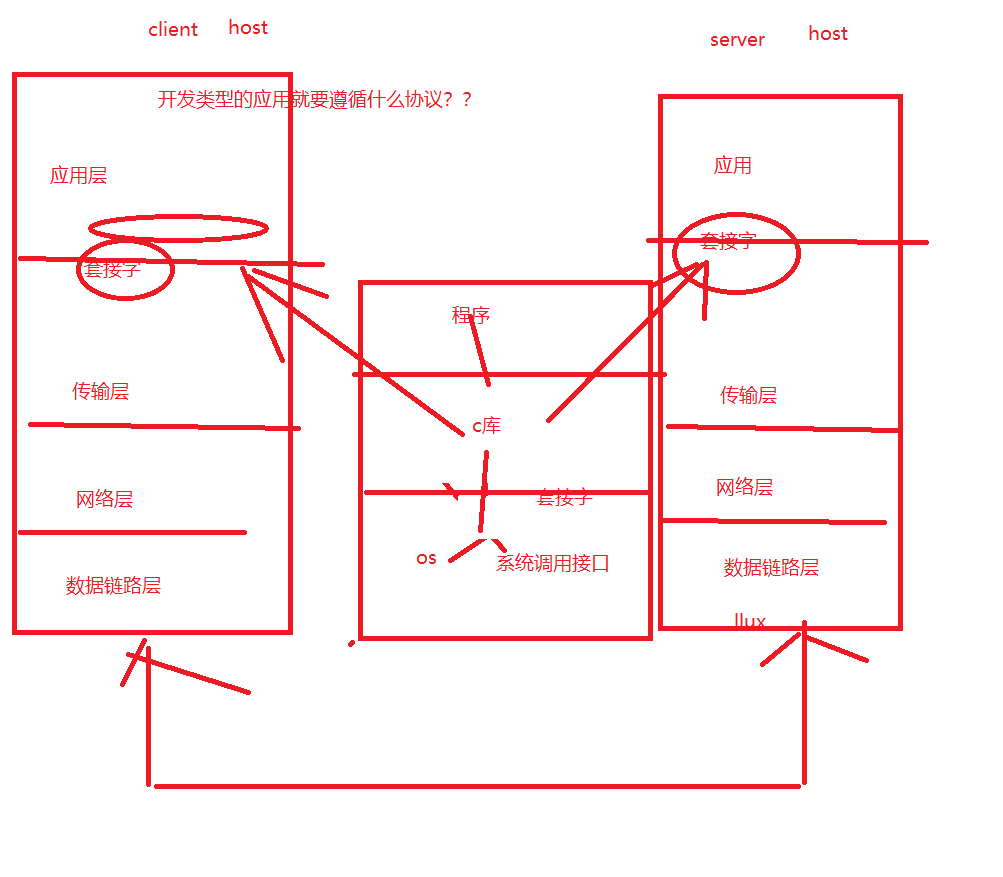 client host
server host
开发类型的应用就要遵循什么协议？？
应用层
套接字
传输层
网络层
数据链路层
程序
c库
套接字
os
系统调用接口
应用
套接字
传输层
网络层
数据链路层
llux